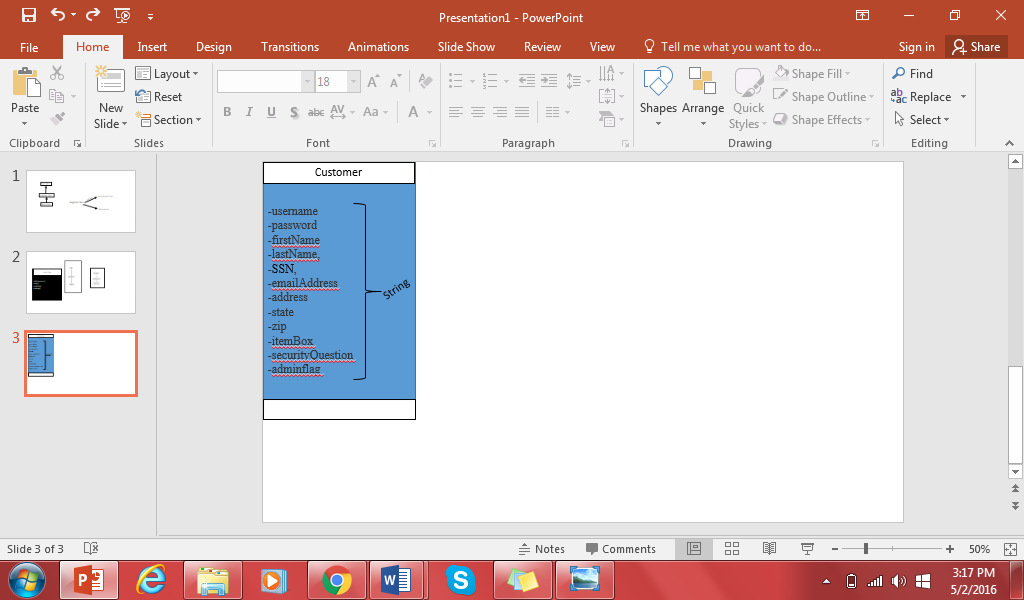 Presentation1 - PowerPoint
File Home Insert Design Transitions Animations Slide Show Review View Tell me what you want to do... Sign in Share
Paste
Clipboard
New
Slide
Layout
Reset
Section
Slides
18
B I U S abc AV Aa A
Font
Paragraph
Shapes
Arrange
Quick
Styles
Shape Fill
Shape Outline
Shape Effects
Drawing
Find
Replace
Select
Editing
1
2
3
Customer
-username
-password
-firstName
-lastName,
-SSN,
-emailAddress
-address
-state
-zip
-itemBox
-securityQuestion
-adminflag
String
Slide 3 of 3
Notes
Comments
50%
3:17 PM
5/2/2016